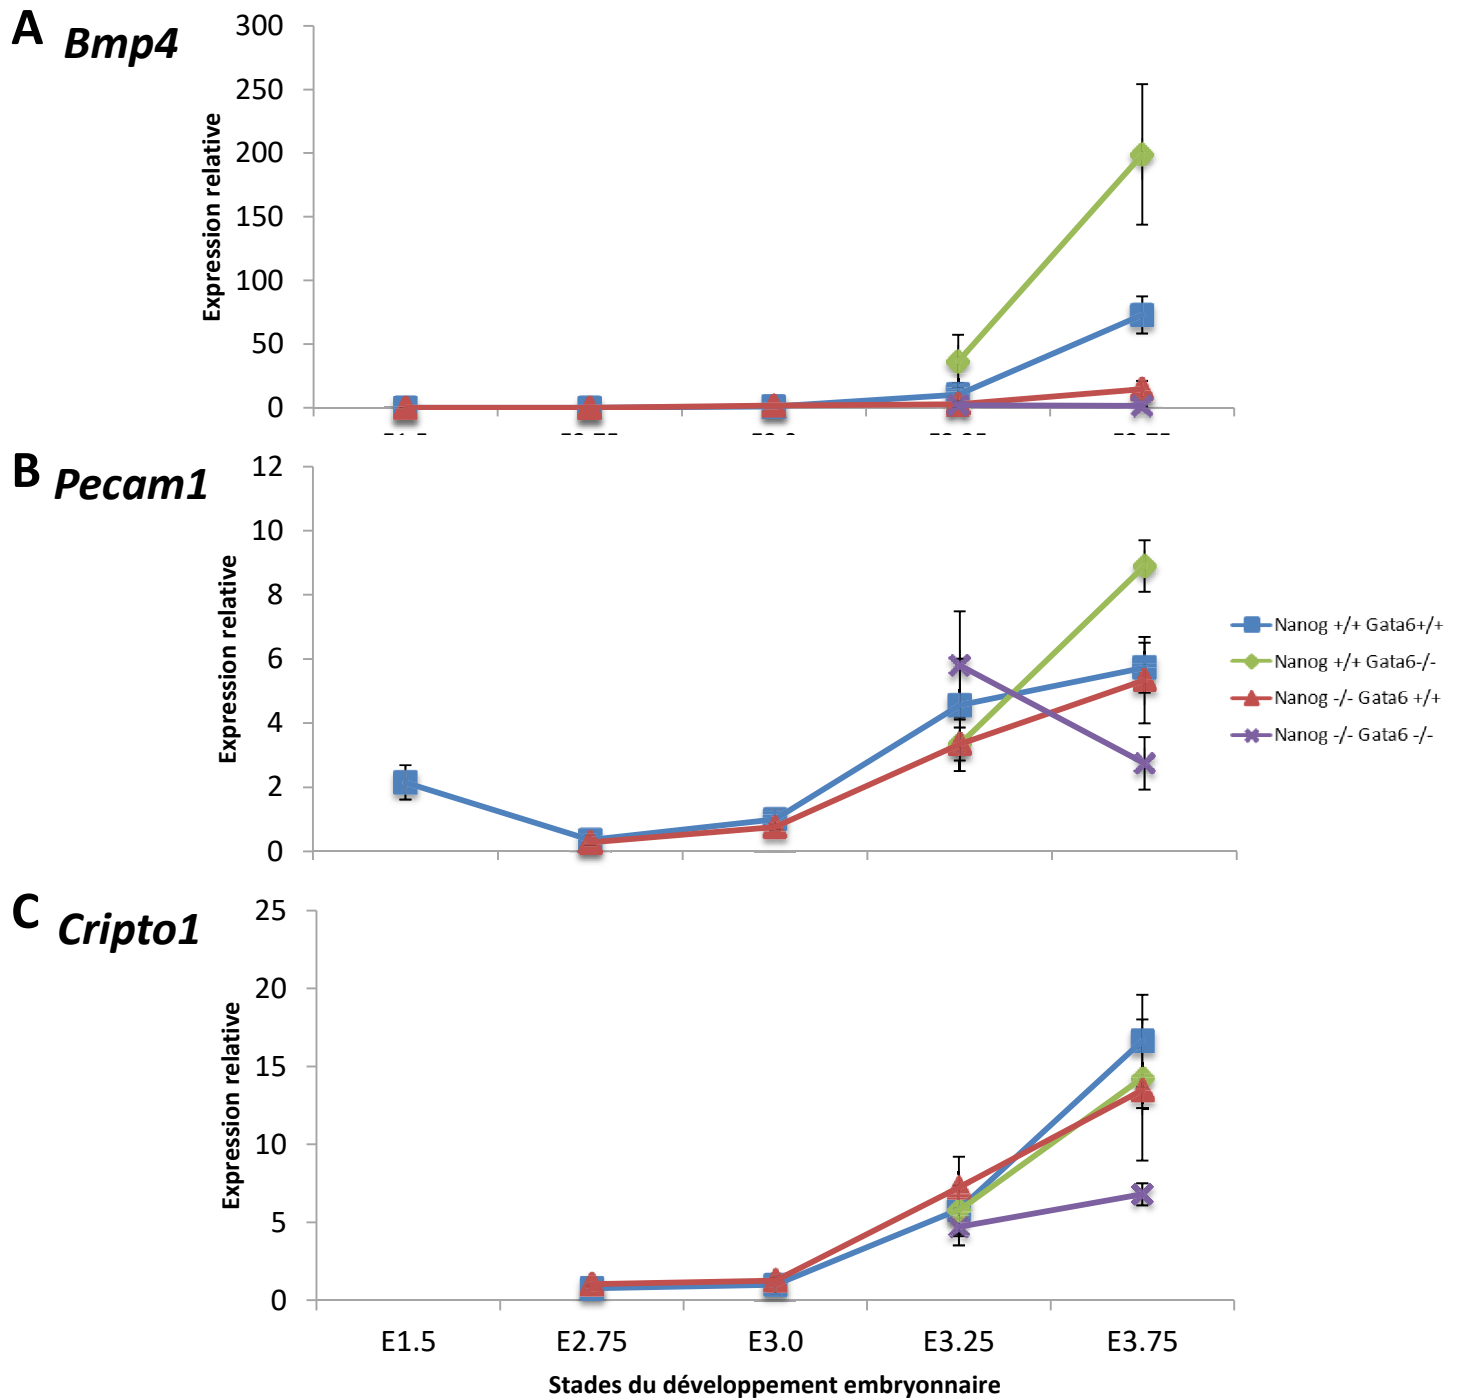 A Bmp4
Expression relative
300
250
200
150
100
50
0
B Pecam1
Expression relative
12
10
8
6
4
2
0
Nanog +/+ Gata6+/+
Nanog +/+ Gata6-/-
Nanog -/- Gata6 +/+
Nanog -/- Gata6 -/-
C Cripto1
Expression relative
25
20
15
10
5
0
E1.5 E2.75 E3.0 E3.25 E3.75
Stades du développement embryonnaire